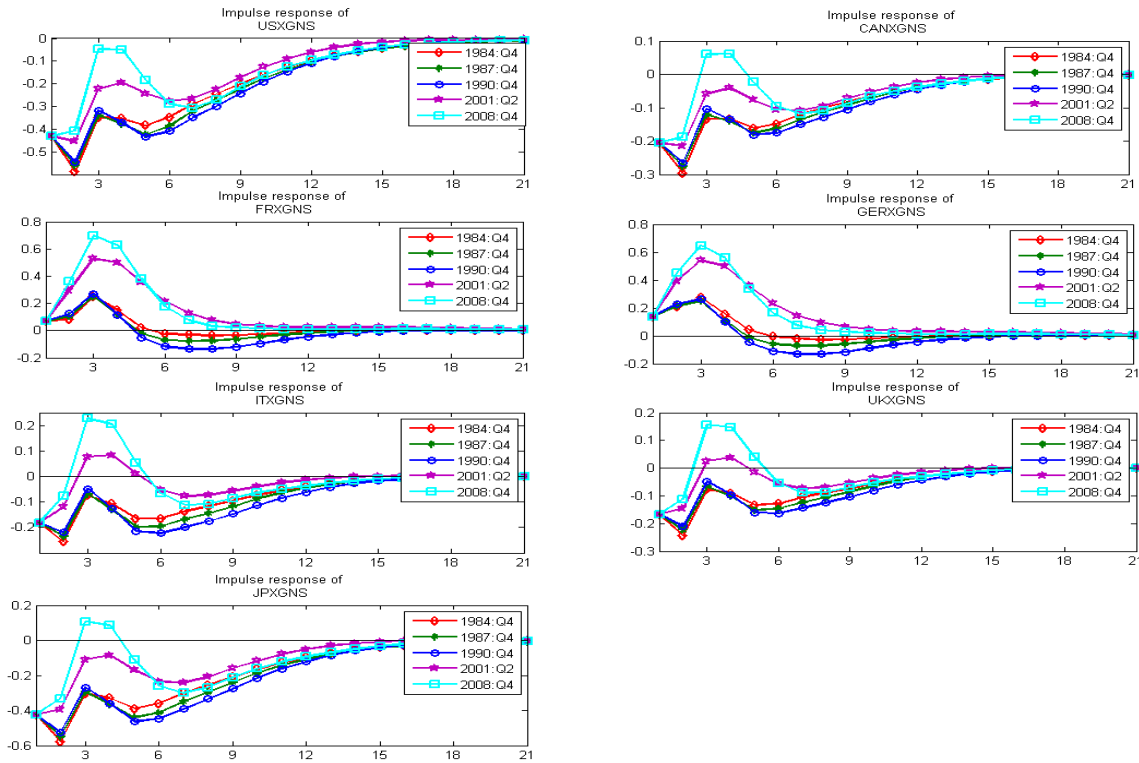 Impulse response of
USXGNS
0
-0.1
-0.2
-0.3
-0.4
-0.5
3 6 9 12 15 18 21
1984:Q4
1987:Q4
1990:Q4
2001:Q2
2008:Q4
Impulse response of
CANXGNS
0.1
0
-0.1
-0.2
-0.3
3 6 9 12 15 18 21
1984:Q4
1987:Q4
1990:Q4
2001:Q2
2008:Q4
Impulse response of
FRXGNS
0.8
0.6
0.4
0.2
0
-0.2
3 6 9 12 15 18 21
1984:Q4
1987:Q4
1990:Q4
2001:Q2
2008:Q4
Impulse response of
GERXGNS
0.8
0.6
0.4
0.2
0
-0.2
3 6 9 12 15 18 21
1984:Q4
1987:Q4
1990:Q4
2001:Q2
2008:Q4
Impulse response of
ITXGNS
0.2
0.1
0
-0.1
-0.2
3 6 9 12 15 18 21
1984:Q4
1987:Q4
1990:Q4
2001:Q2
2008:Q4
Impulse response of
UKXGNS
0.2
0.1
0
-0.1
-0.2
-0.3
3 6 9 12 15 18 21
1984:Q4
1987:Q4
1990:Q4
2001:Q2
2008:Q4
Impulse response of
JPXGNS
0.2
0
-0.2
-0.4
-0.6
3 6 9 12 15 18 21
1984:Q4
1987:Q4
1990:Q4
2001:Q2
2008:Q4